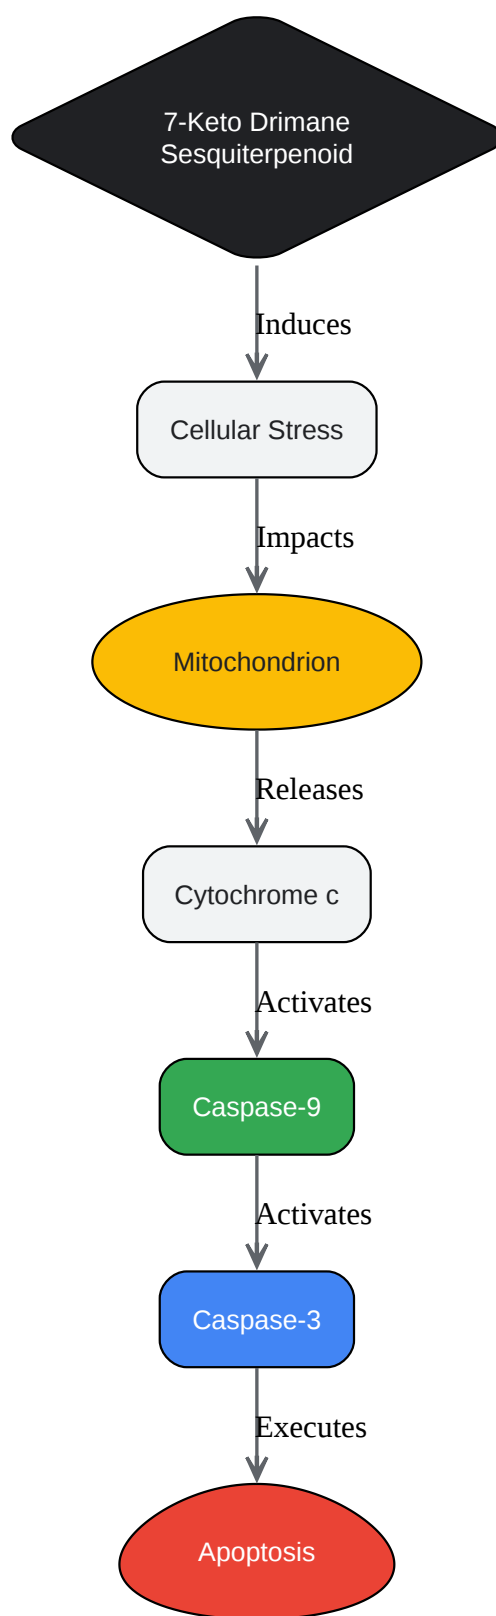 7-Keto Drimane
Sesquiterpenoid
Induces
Cellular Stress
Impacts
Mitochondrion
Releases
Cytochrome c
Activates
Caspase-9
Activates
Caspase-3
Executes
Apoptosis